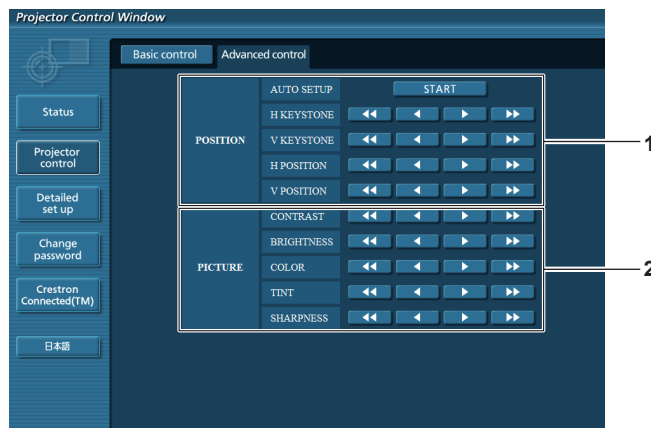 Projector Control Window
Basic control
Advanced control
Status
Projector
control
Detailed
set up
Change
password
Crestron
Connected(TM)
日本語
POSITION
AUTO SETUP
START
H KEYSTONE
V KEYSTONE
H POSITION
V POSITION
1
PICTURE
CONTRAST
BRIGHTNESS
COLOR
TINT
SHARPNESS
2